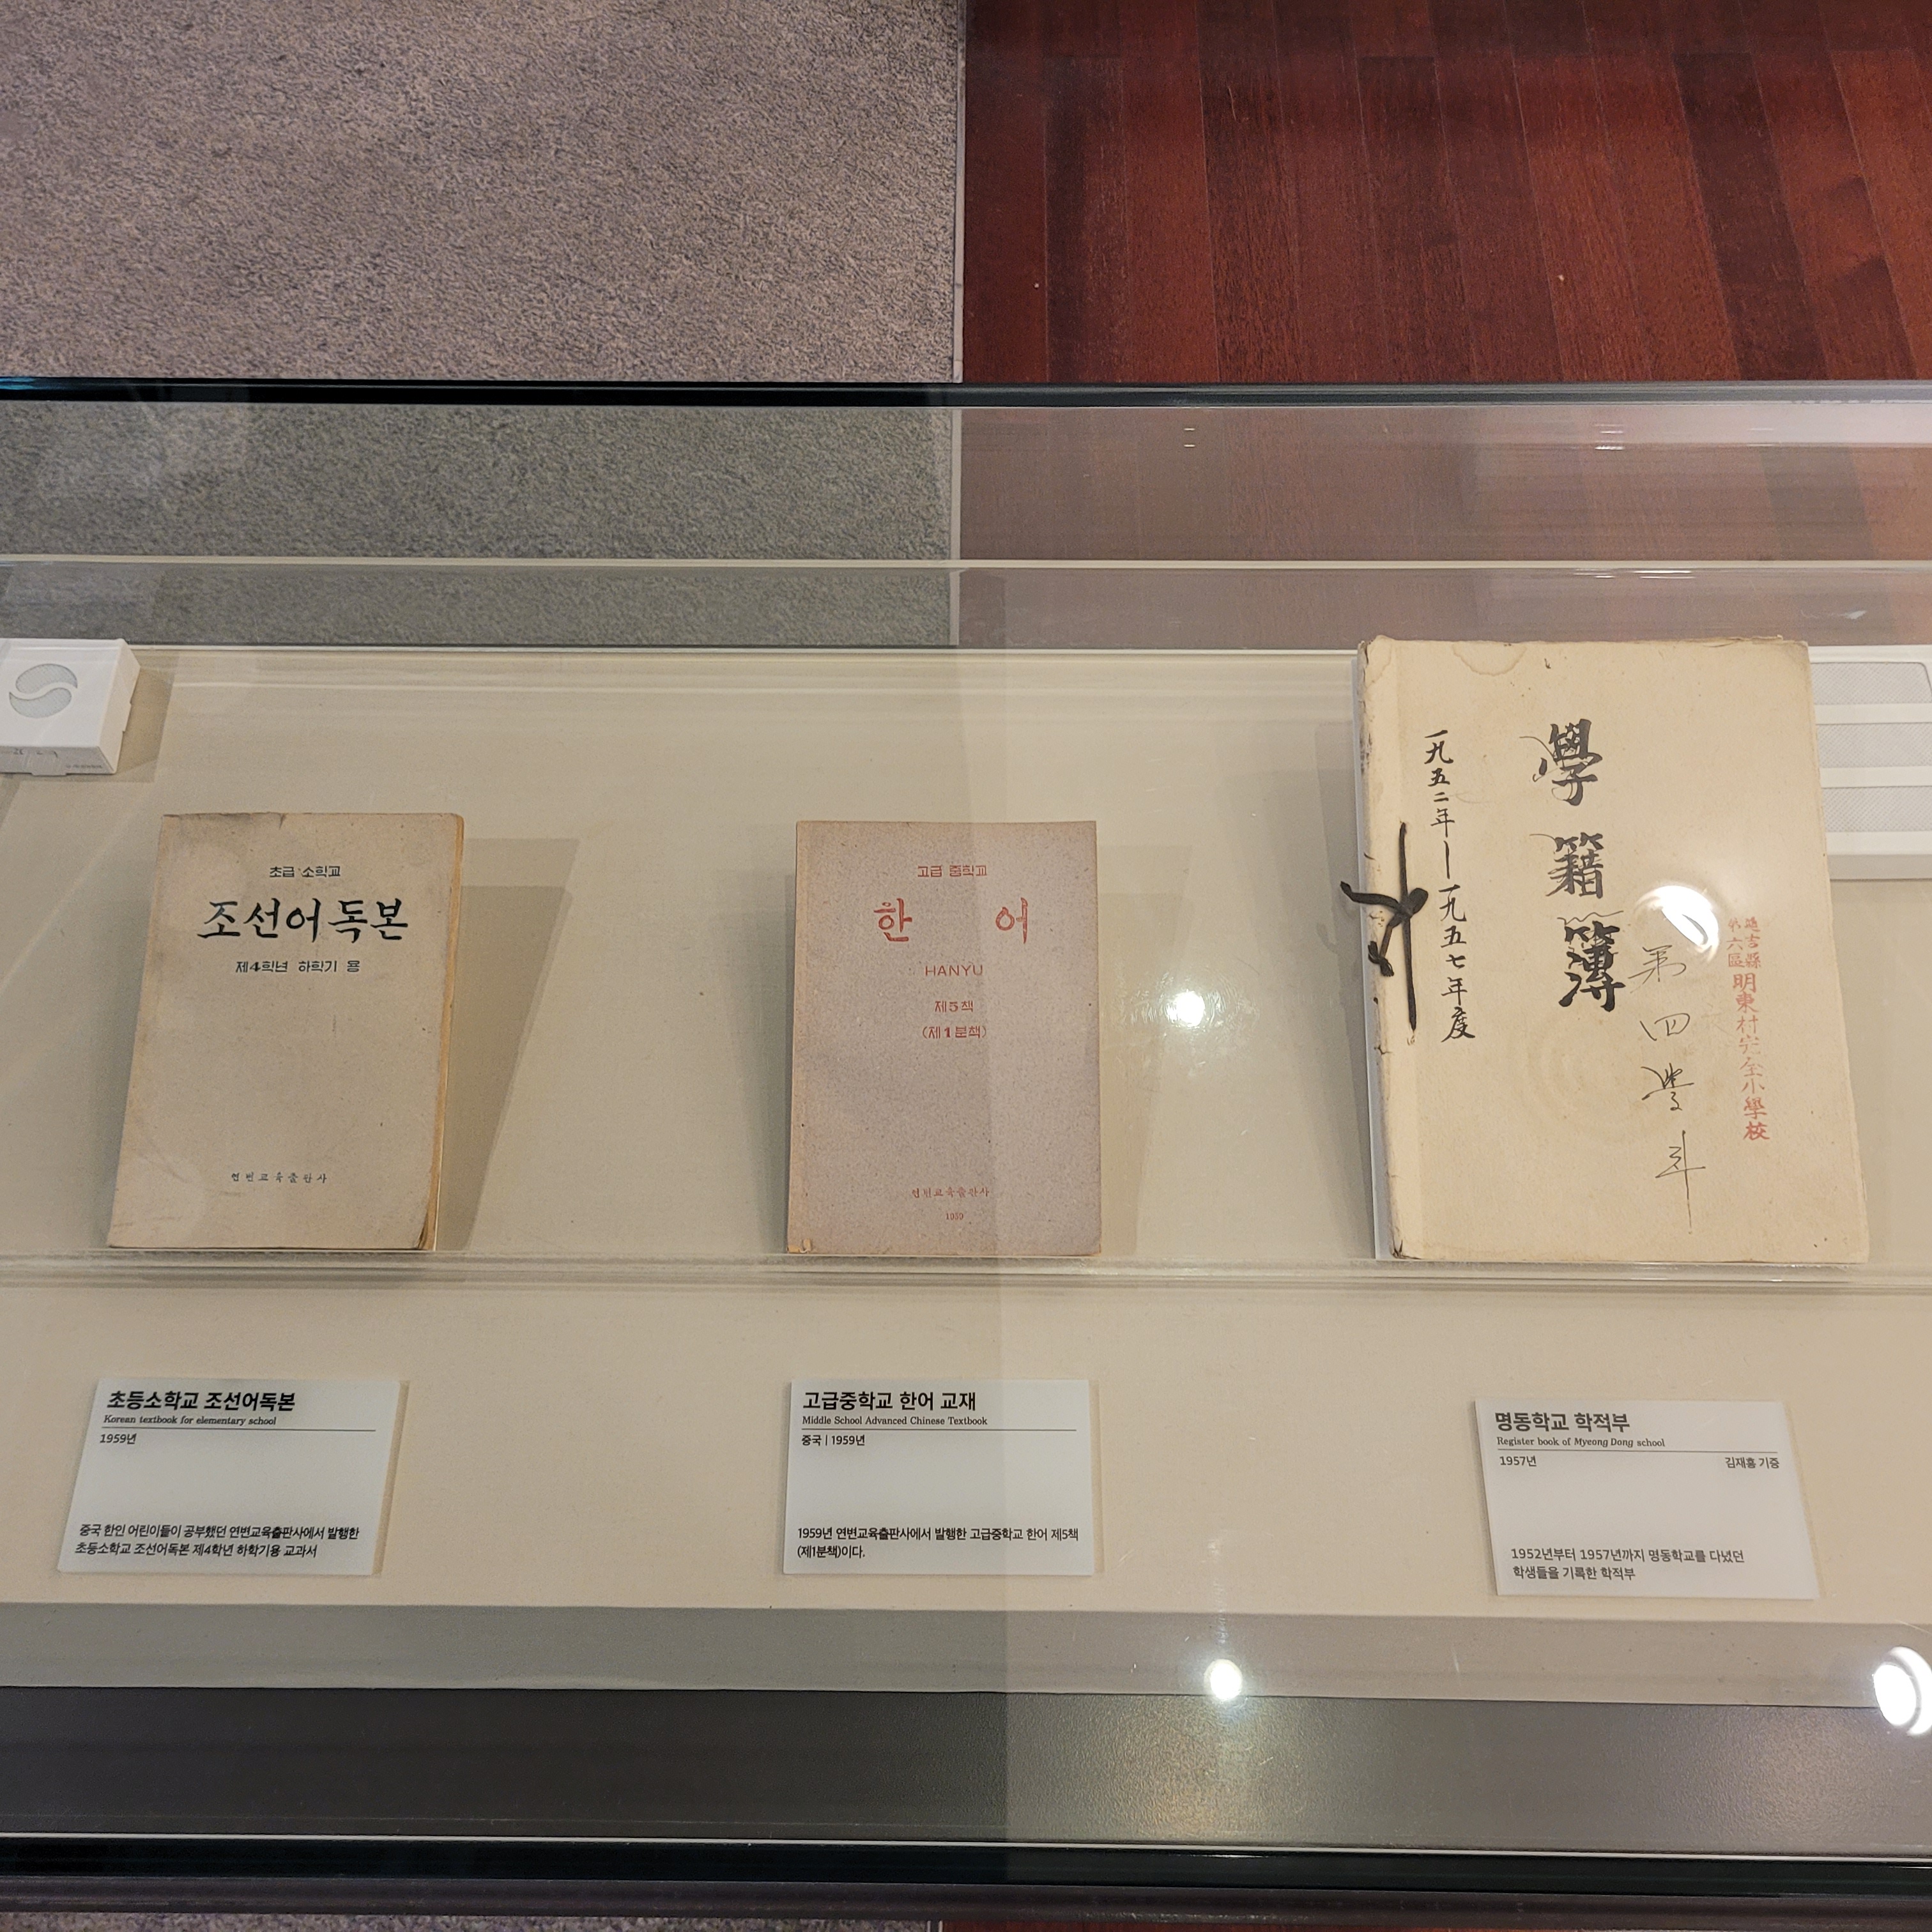 초급 소학교
조선어독본
제4학년 하학기 용
연변교육출판사
고급 중학교
한 어
HANYU
제5책
(제1분책)
연변교육출판사
1959
一九五二年—一九五七年度
學籍簿
第四學年
延吉縣
第六區
明東村完全小學校
초등소학교 조선어독본
Korean textbook for elementary school
1959년
중국 한인 어린이들이 공부했던 연변교육출판사에서 발행한
초등소학교 조선어독본 제4학년 하학기용 교과서
고급중학교 한어 교재
Middle School Advanced Chinese Textbook
중국 | 1959년
1959년 연변교육출판사에서 발행한 고급중학교 한어 제5책
(제1분책)이다.
명동학교 학적부
Register book of Myeong Dong school
1957년 김재흥 기증
1952년부터 1957년까지 명동학교를 다녔던
학생들을 기록한 학적부